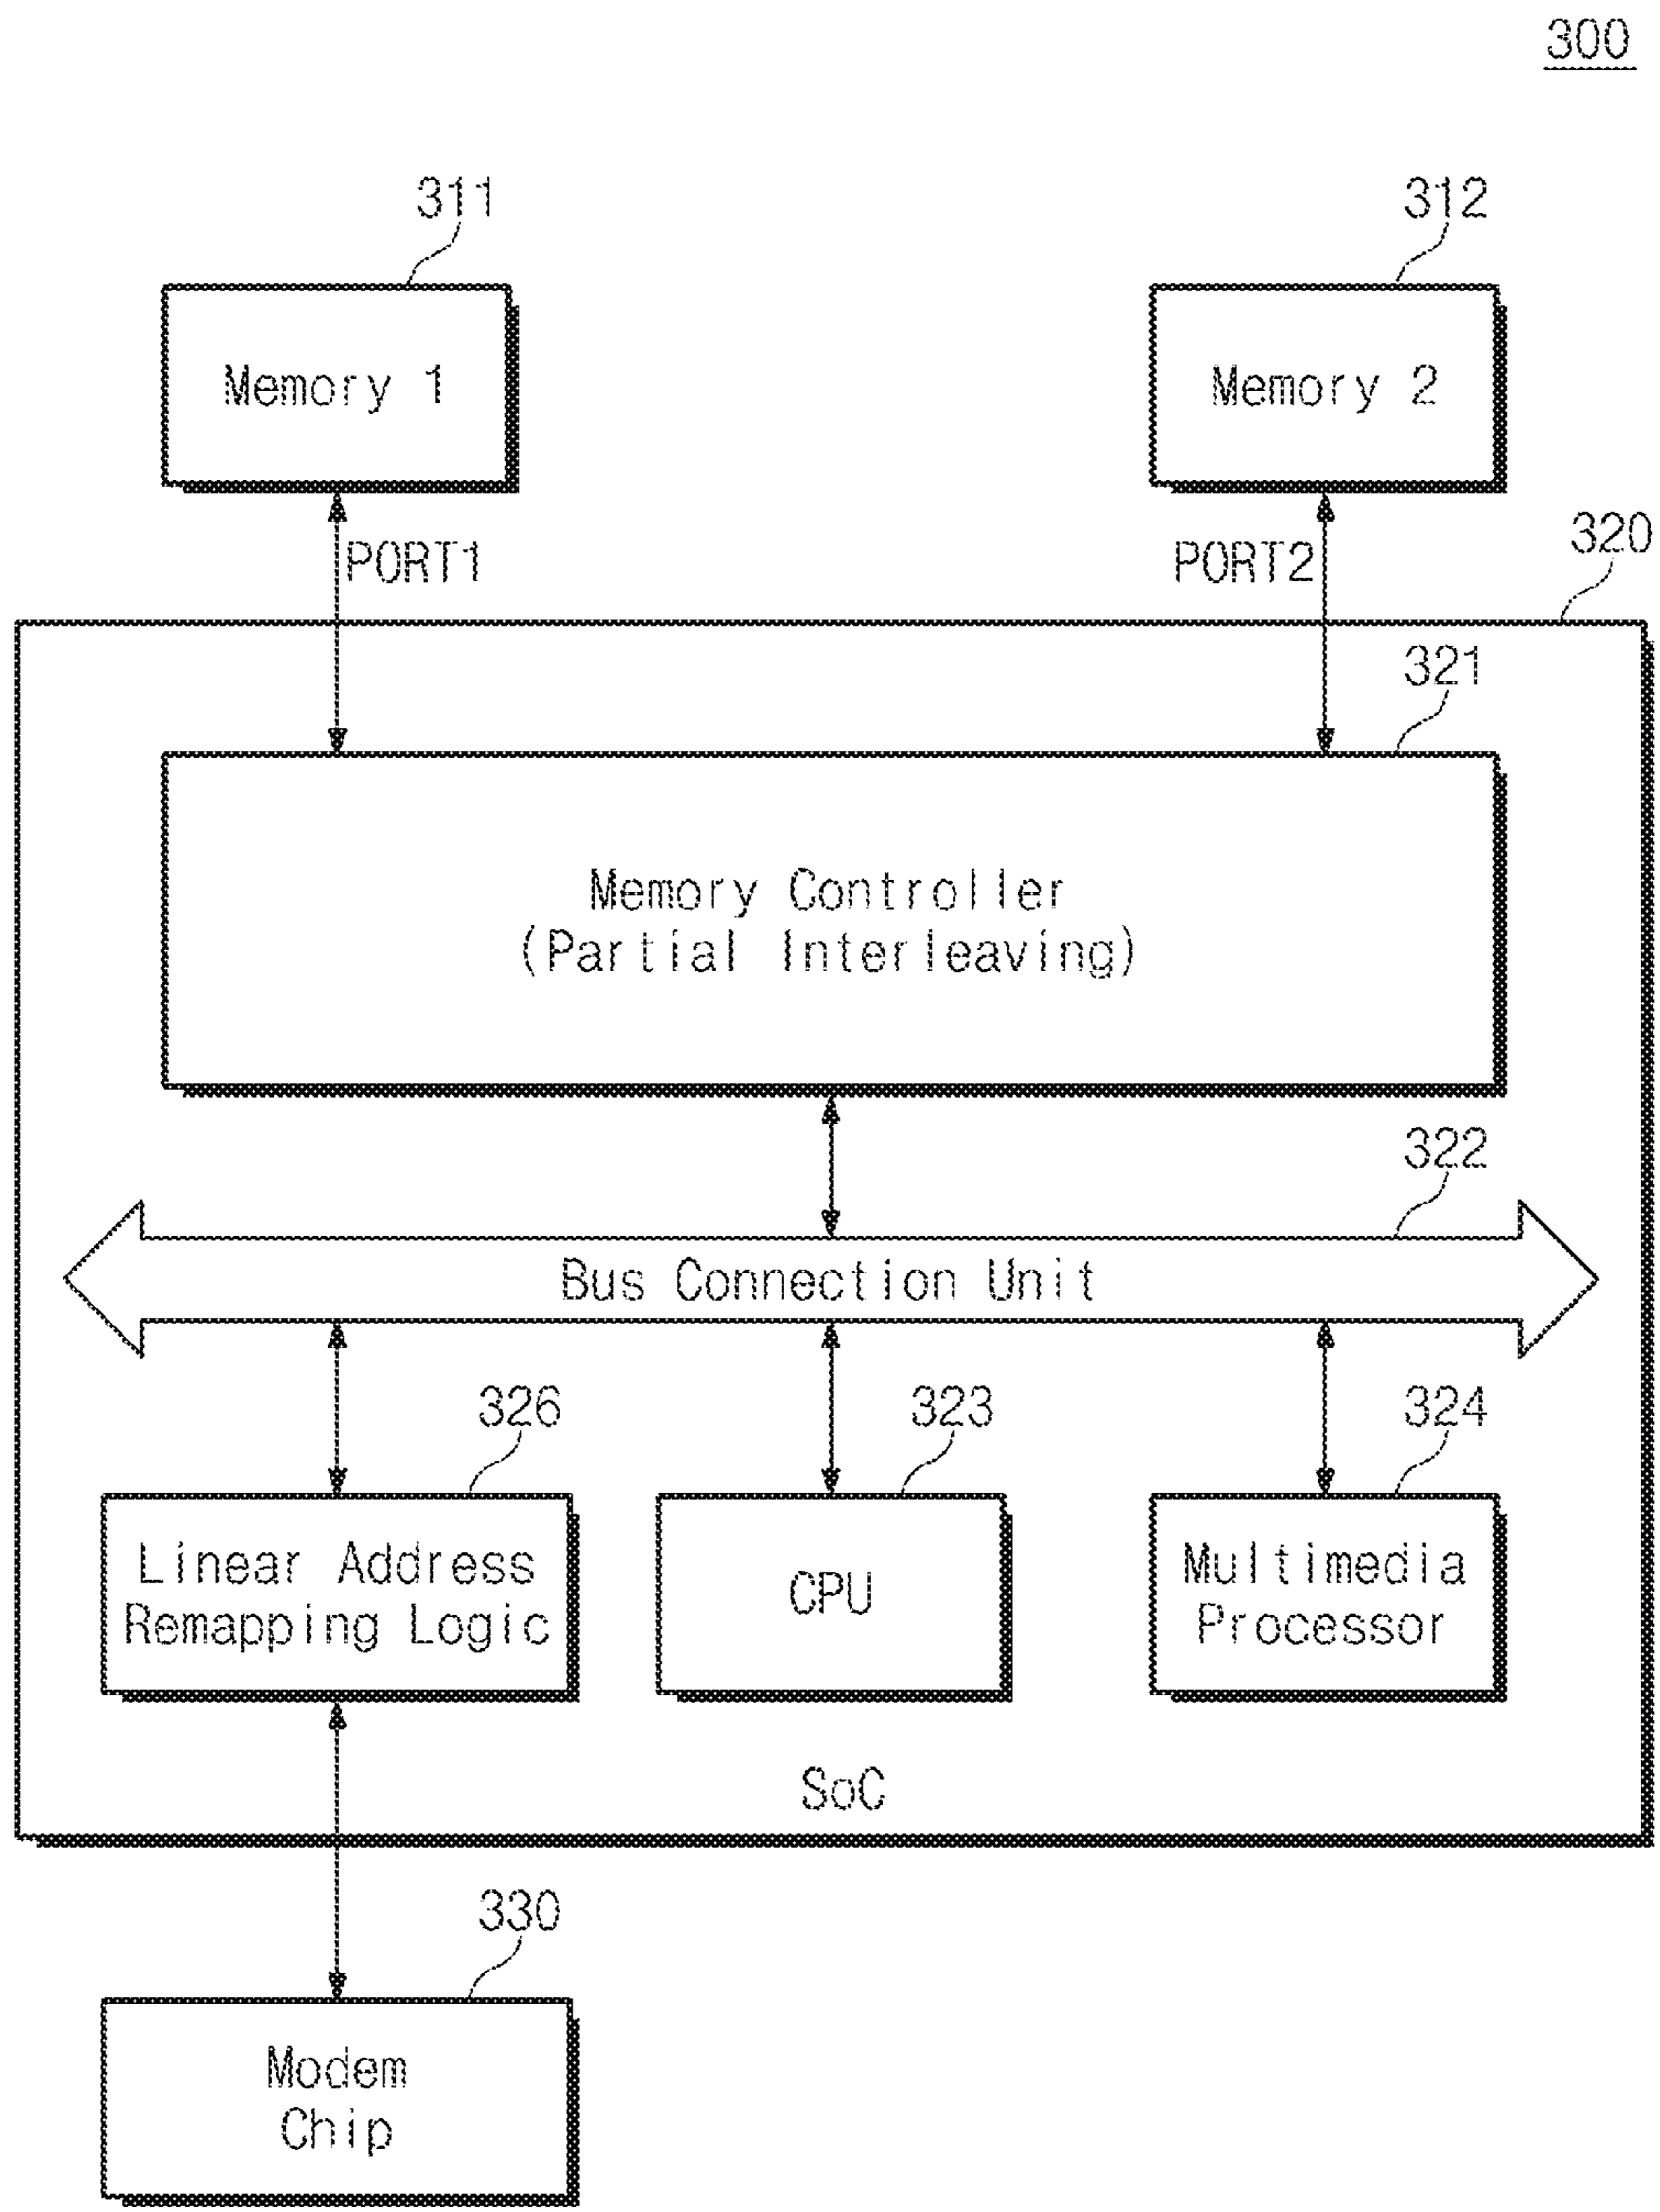 300
311
312
Memory 1
Memory 2
PORT1
PORT2
320
321
Memory Controller
(Partial Interleaving)
322
Bus Connection Unit
326
323
324
Linear Address
Remapping Logic
CPU
Multimedia
Processor
SoC
330
Modem
Chip